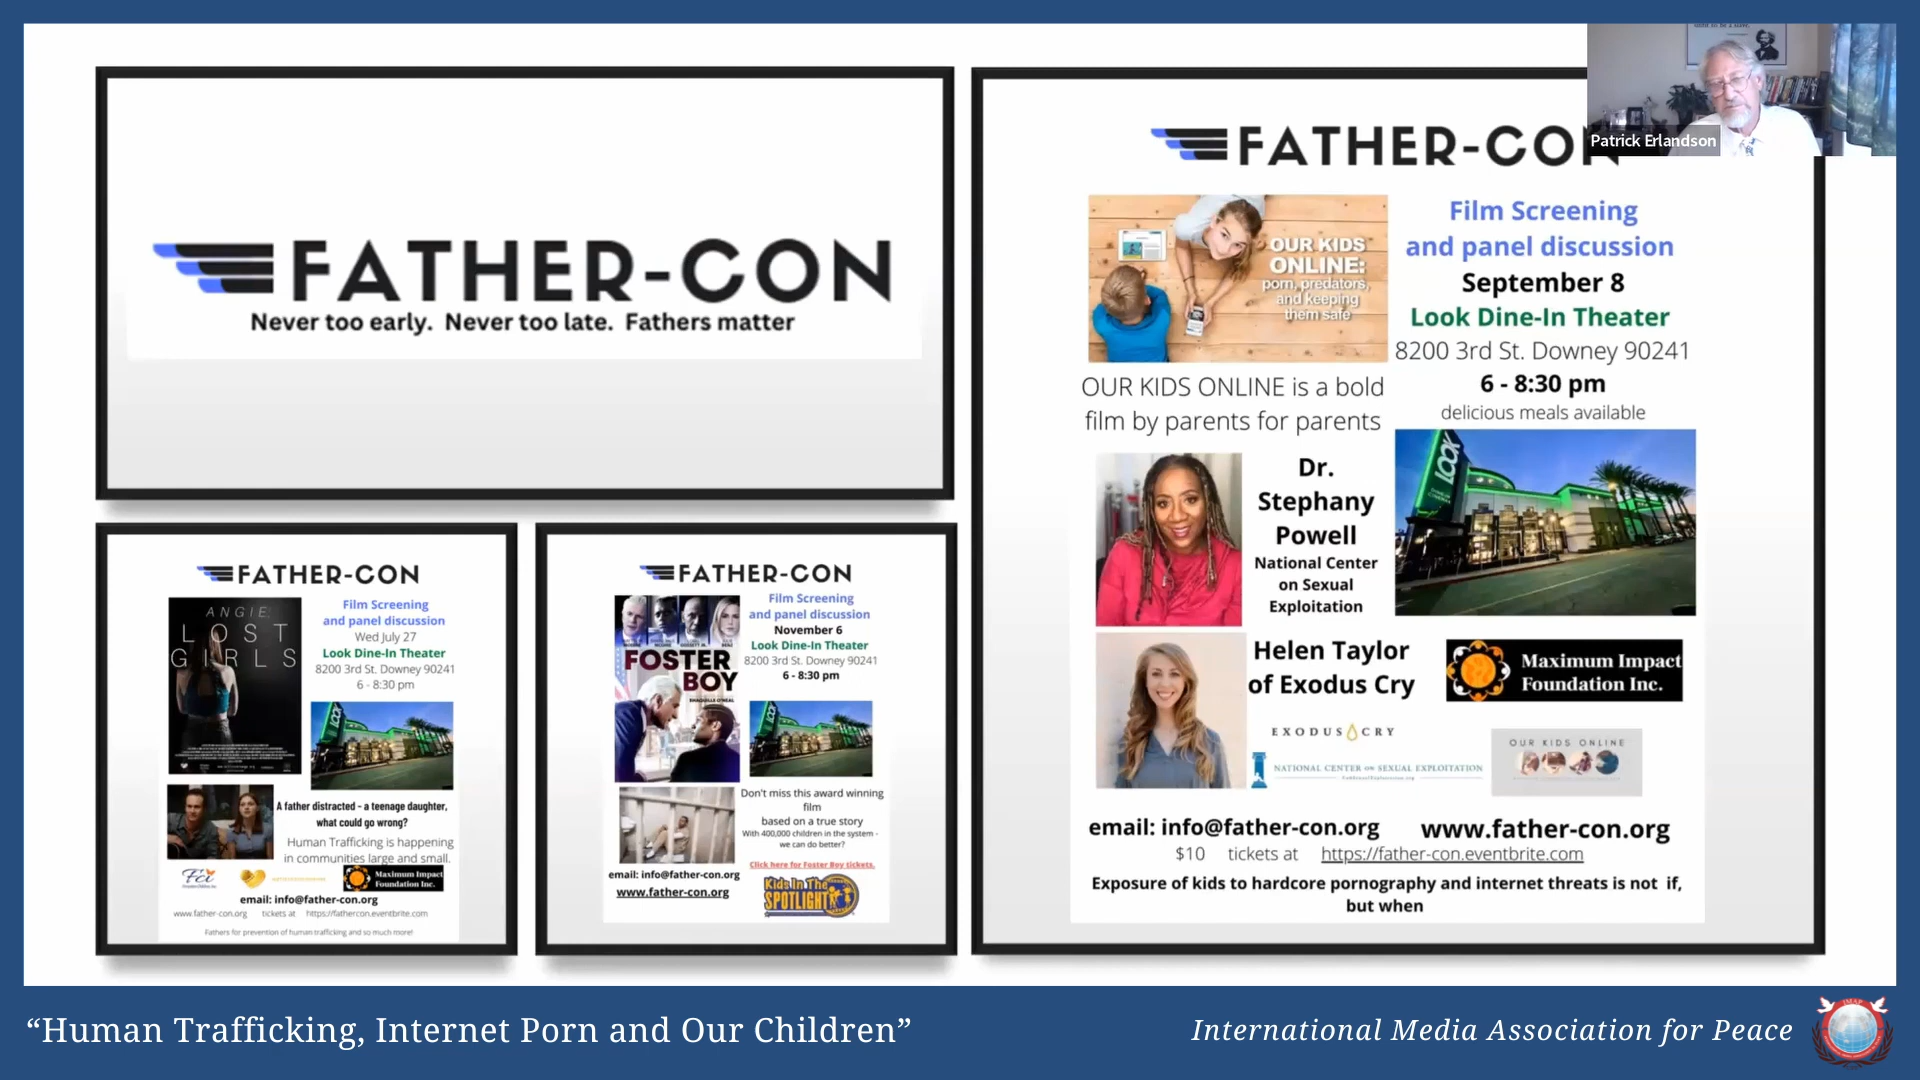 FATHER-CON
Never too early. Never too late. Fathers matter
FATHER-CON
ANGIE:
LOST
GIRLS
Film Screening
and panel discussion
Wed July 27
Look Dine-In Theater
8200 3rd St. Downey 90241
6 - 8:30 pm
LOOK
A father distracted - a teenage daughter,
what could go wrong?
Human Trafficking is happening
in communities large and small.
Fci
Maximum Impact
Foundation Inc.
email: info@father-con.org
www.father-con.org tickets at https://fathercon.eventbrite.com
Fathers for prevention of human trafficking and so much more!
FATHER-CON
FOSTER
BOY
SHAQUILLE O'NEAL
Film Screening
and panel discussion
November 6
Look Dine-In Theater
8200 3rd St. Downey 90241
6 - 8:30 pm
LOOK
Don't miss this award winning
film
based on a true story
With 400,000 children in the system -
we can do better?
Click here for Foster Boy tickets.
email: info@father-con.org
www.father-con.org
Kids In The
SPOTLIGHT
FATHER-CON
Patrick Erlandson
OUR KIDS
ONLINE:
porn, predators,
and keeping
them safe
Film Screening
and panel discussion
September 8
Look Dine-In Theater
8200 3rd St. Downey 90241
6 - 8:30 pm
delicious meals available
OUR KIDS ONLINE is a bold
film by parents for parents
LOOK
Dr.
Stephany
Powell
National Center
on Sexual
Exploitation
Helen Taylor
of Exodus Cry
Maximum Impact
Foundation Inc.
EXODUS CRY
NATIONAL CENTER ON SEXUAL EXPLOITATION
OUR KIDS ONLINE
email: info@father-con.org www.father-con.org
$10 tickets at https://father-con.eventbrite.com
Exposure of kids to hardcore pornography and internet threats is not if,
but when
“Human Trafficking, Internet Porn and Our Children”
International Media Association for Peace
IMAP